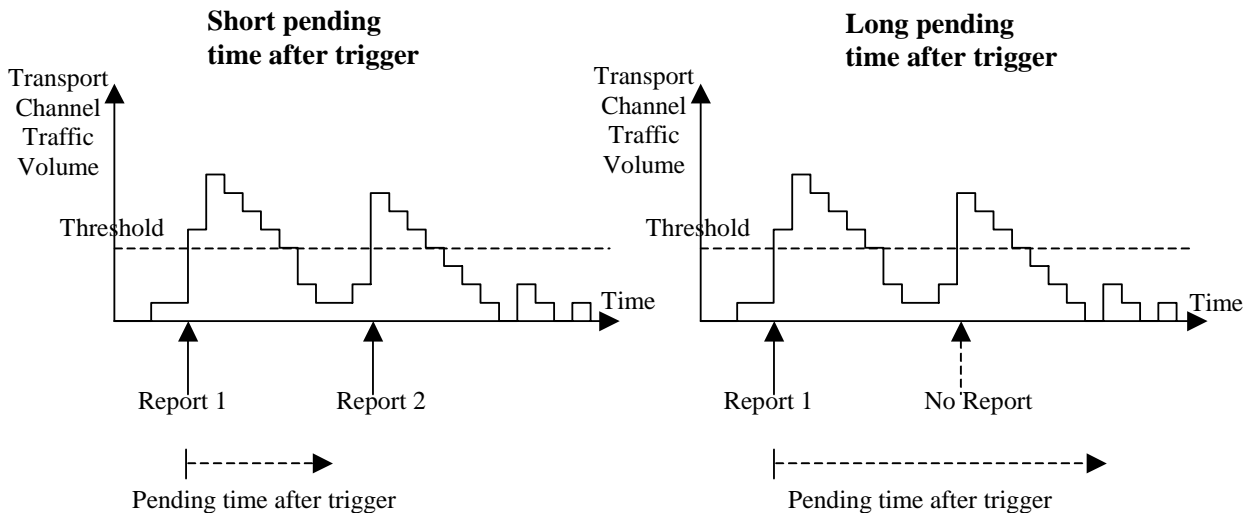 Short pending
time after trigger
Transport
Channel
Traffic
Volume
Threshold
Time
Report 1
Report 2
Pending time after trigger
Long pending
time after trigger
Transport
Channel
Traffic
Volume
Threshold
Time
Report 1
No Report
Pending time after trigger